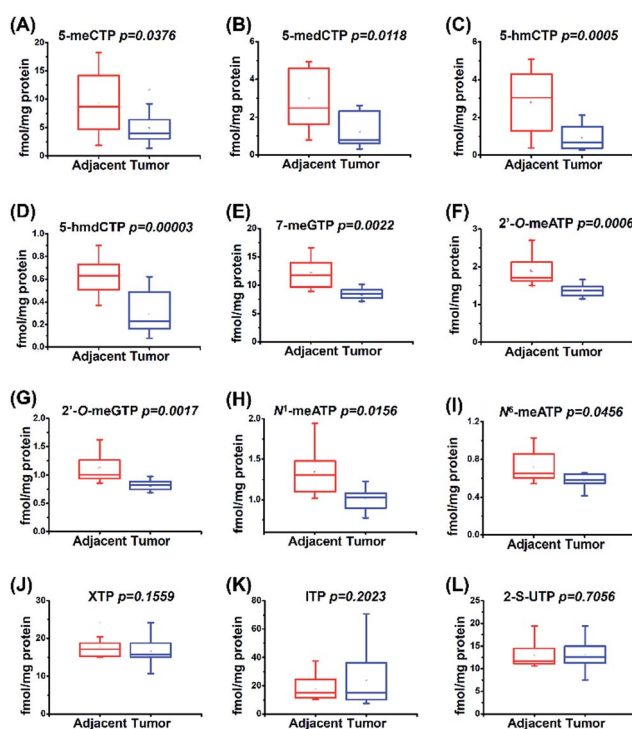 (A) 5-meCTP p=0.0376
fmol/mg protein
20
15
10
5
0
Adjacent Tumor
(B) 5-medCTP p=0.0118
fmol/mg protein
6
4
2
0
Adjacent Tumor
(C) 5-hmCTP p=0.0005
fmol/mg protein
6
4
2
0
Adjacent Tumor
(D) 5-hmdCTP p=0.00003
fmol/mg protein
1.0
0.8
0.6
0.4
0.2
0.0
Adjacent Tumor
(E) 7-meGTP p=0.0022
fmol/mg protein
20
15
10
5
0
Adjacent Tumor
(F) 2'-O-meATP p=0.0006
fmol/mg protein
3
2
1
0
Adjacent Tumor
(G) 2'-O-meGTP p=0.0017
fmol/mg protein
2.0
1.5
1.0
0.5
0.0
Adjacent Tumor
(H) N¹-meATP p=0.0156
fmol/mg protein
2.0
1.5
1.0
Adjacent Tumor
(I) N⁶-meATP p=0.0456
fmol/mg protein
1.2
0.8
0.4
0.0
Adjacent Tumor
(J) XTP p=0.1559
fmol/mg protein
30
20
10
0
Adjacent Tumor
(K) ITP p=0.2023
fmol/mg protein
80
60
40
20
0
Adjacent Tumor
(L) 2-S-UTP p=0.7056
fmol/mg protein
25
20
15
10
5
0
Adjacent Tumor